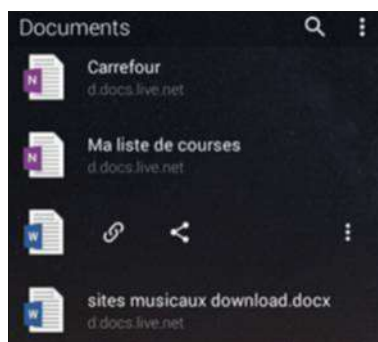 Documents
Carrefour
d.docs.live.net
N
Ma liste de courses
d.docs.live.net
N
W
sites musicaux download.docx
d.docs.live.net
W